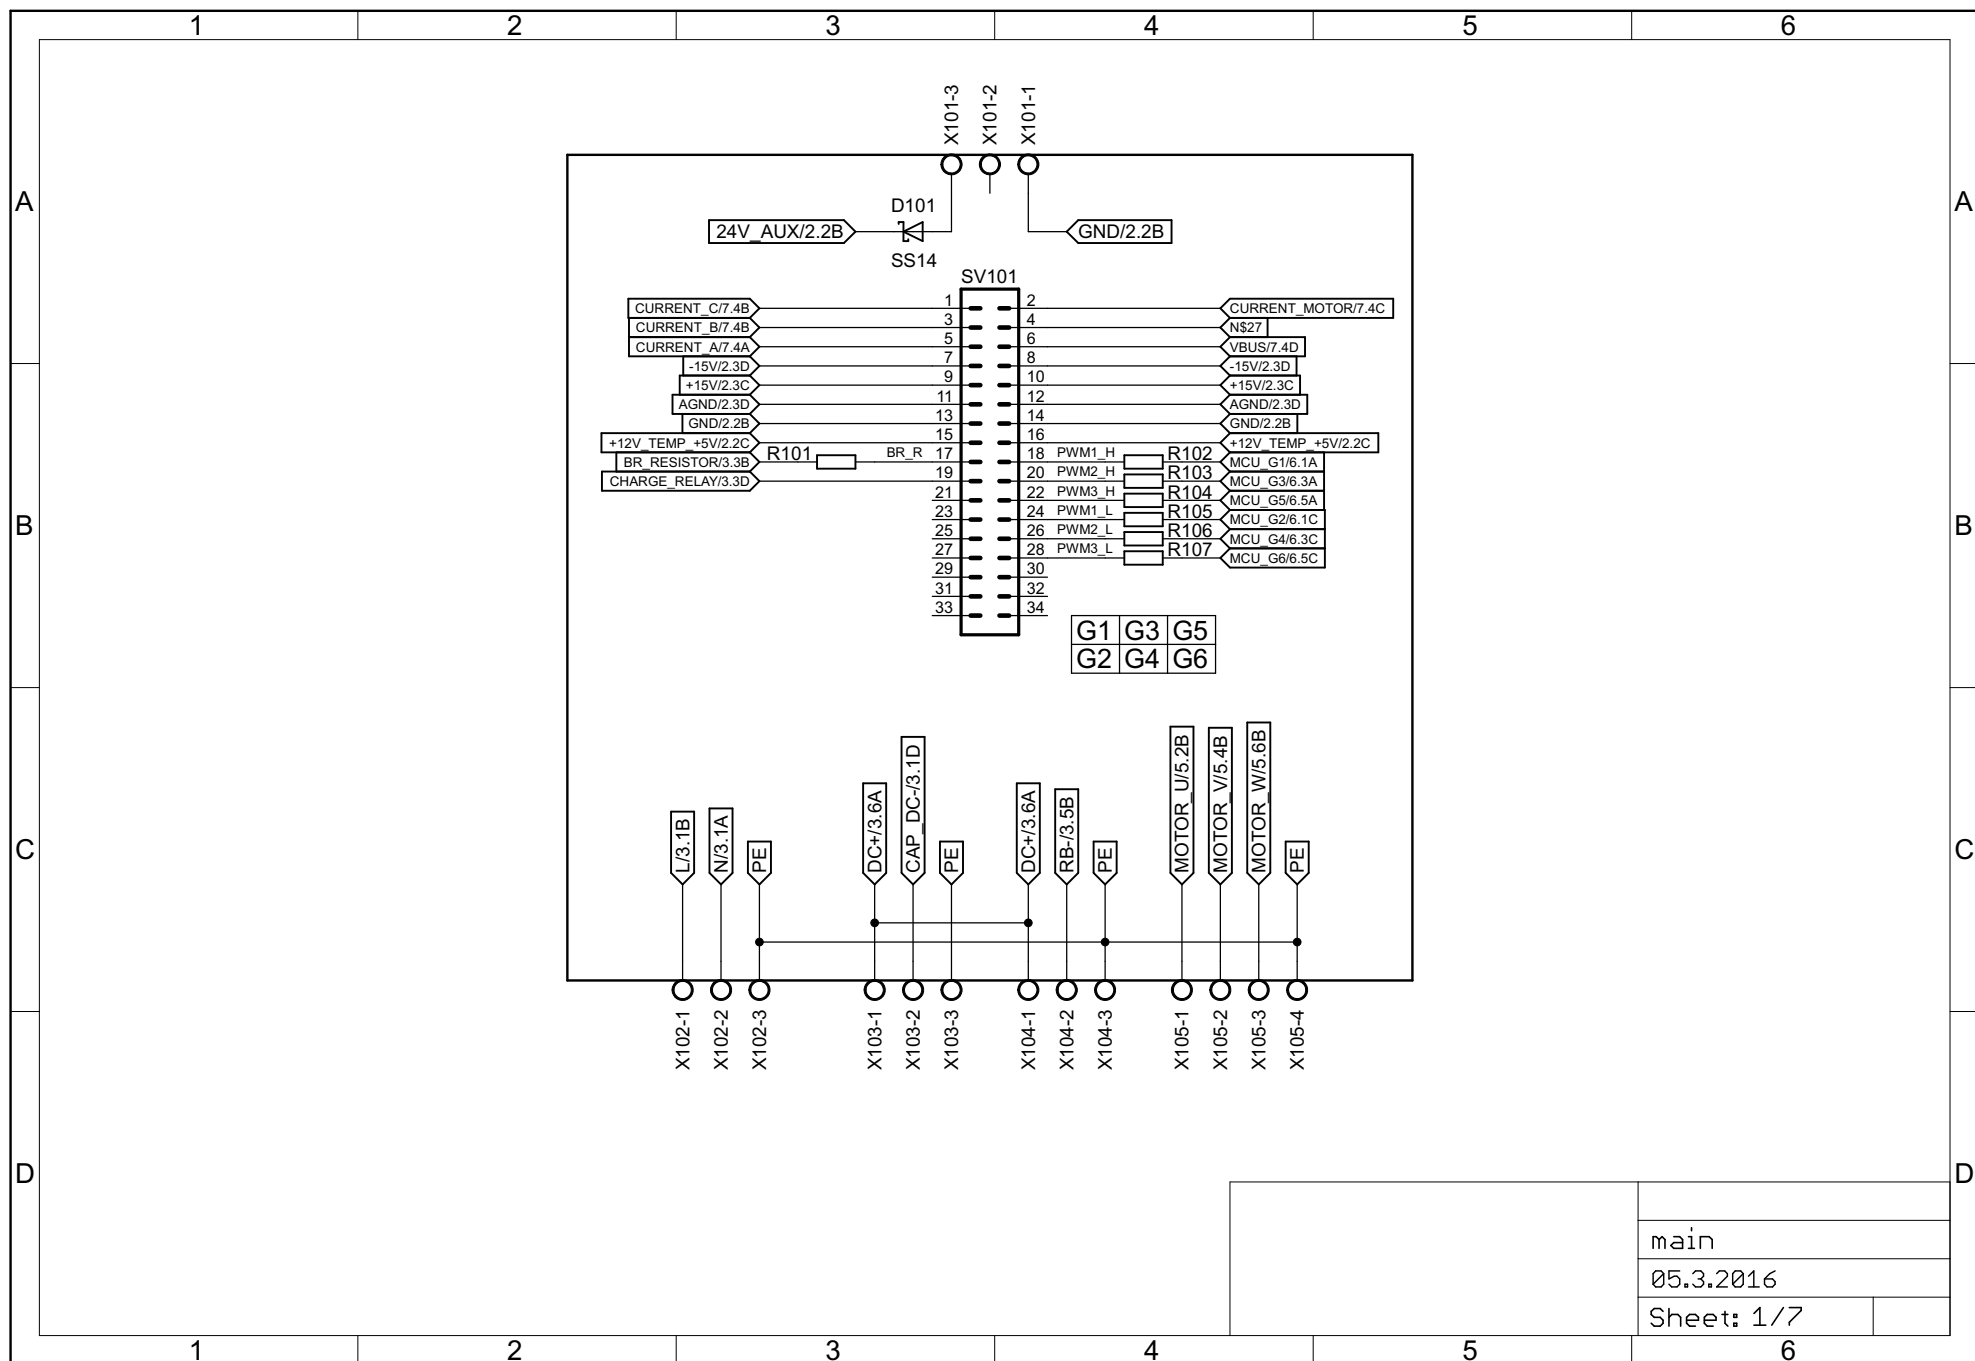 1 2 3 4 5 6
X101-3 X101-2 X101-1
A A
D101
24V_AUX/2.2B GND/2.2B
SS14
SV101
CURRENT_C/7.4B 1 2 CURRENT_MOTOR/7.4C
CURRENT_B/7.4B 3 4 N$27
CURRENT_A/7.4A 5 6 VBUS/7.4D
-15V/2.3D 7 8 -15V/2.3D
+15V/2.3C 9 10 +15V/2.3C
AGND/2.3D 11 12 AGND/2.3D
GND/2.2B 13 14 GND/2.2B
+12V_TEMP_+5V/2.2C 15 16 +12V_TEMP_+5V/2.2C
BR_RESISTOR/3.3B R101 BR_R 17 18 PWM1_H R102 MCU_G1/6.1A
CHARGE_RELAY/3.3D 19 20 PWM2_H R103 MCU_G3/6.3A
21 22 PWM3_H R104 MCU_G5/6.5A
23 24 PWM1_L R105 MCU_G2/6.1C
B B
25 26 PWM2_L R106 MCU_G4/6.3C
27 28 PWM3_L R107 MCU_G6/6.5C
29 30
31 32
33 34
G1 G3 G5
G2 G4 G6
L/3.1B N/3.1A PE DC+/3.6A CAP_DC-/3.1D PE DC+/3.6A RB-/3.5B PE MOTOR_U/5.2B MOTOR_V/5.4B MOTOR_W/5.6B PE
C C
X102-1 X102-2 X102-3 X103-1 X103-2 X103-3 X104-1 X104-2 X104-3 X105-1 X105-2 X105-3 X105-4
D D
main
05.3.2016
Sheet: 1/7
1 2 3 4 5 6